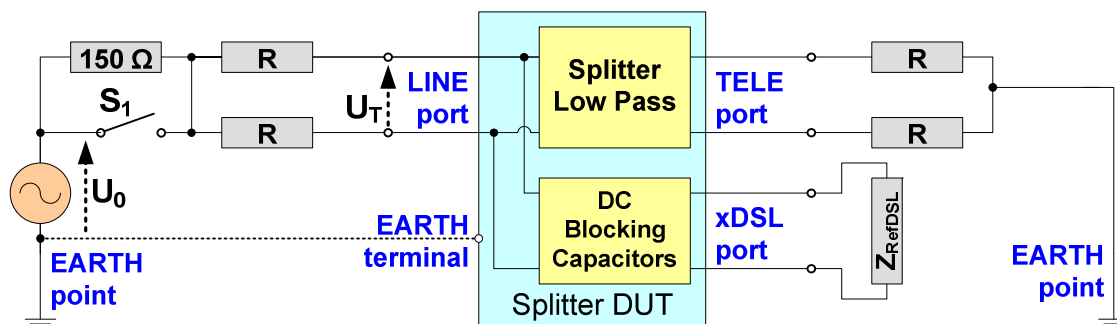 150 Ω
R
S1
R
U0
UT
LINE
port
EARTH
terminal
EARTH
point
Splitter
Low Pass
DC
Blocking
Capacitors
Splitter DUT
TELE
port
xDSL
port
R
R
ZRefDSL
EARTH
point